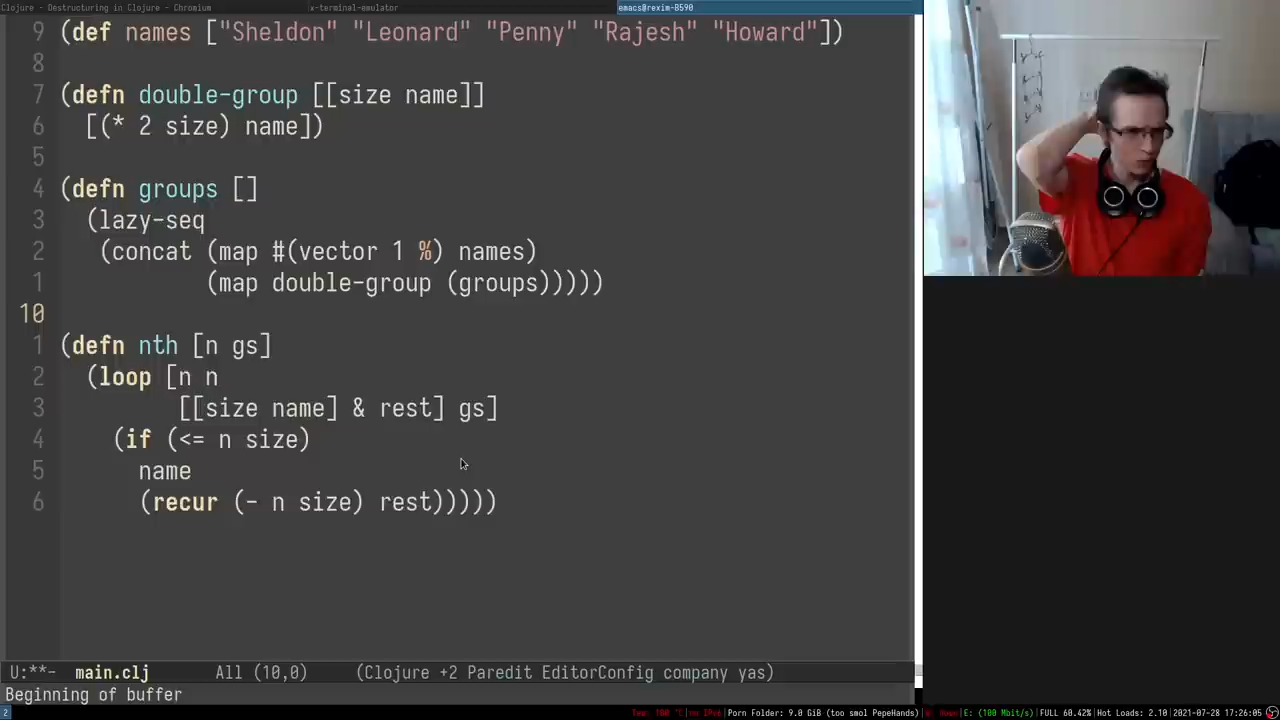 Clojure - Destructuring in Clojure - Chromium
x-terminal-emulator
emacs@rexim-8590
9 (def names ["Sheldon" "Leonard" "Penny" "Rajesh" "Howard"])
8
7 (defn double-group [[size name]]
6 [(* 2 size) name])
5
4 (defn groups []
3 (lazy-seq
2 (concat (map #(vector 1 %) names)
1 (map double-group (groups)))))
10
1 (defn nth [n gs]
2 (loop [n n
3 [[size name] & rest] gs]
4 (if (<= n size)
5 name
6 (recur (- n size) rest)))))
U:**- main.clj All (10,0) (Clojure +2 Paredit EditorConfig company yas)
Beginning of buffer
2
no IPv6|Porn Folder: 9.0 GiB (too smol PepeHands)|E: (100 Mbit/s)|FULL 60.42%|Hot Loads: 2.10|2021-07-28 17:26:05